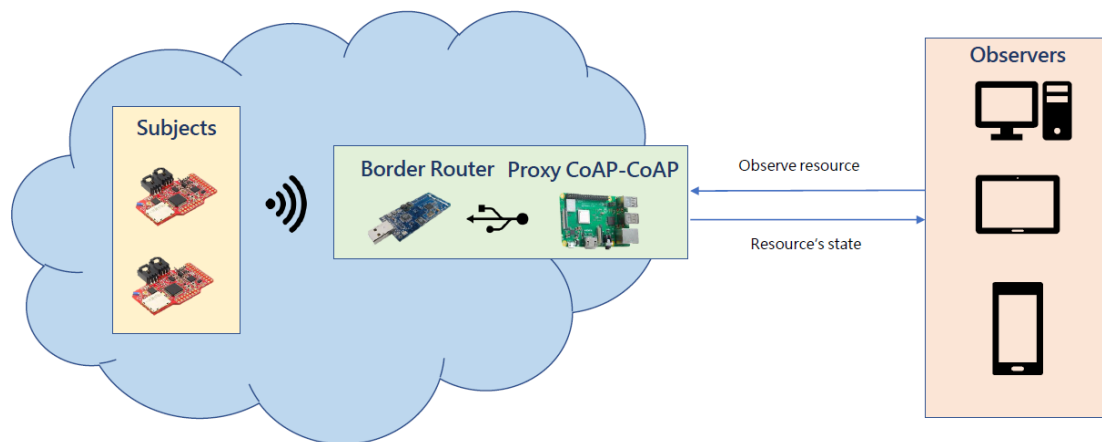 Observers
Subjects
Border Router
Proxy CoAP-CoAP
Observe resource
Resource's state